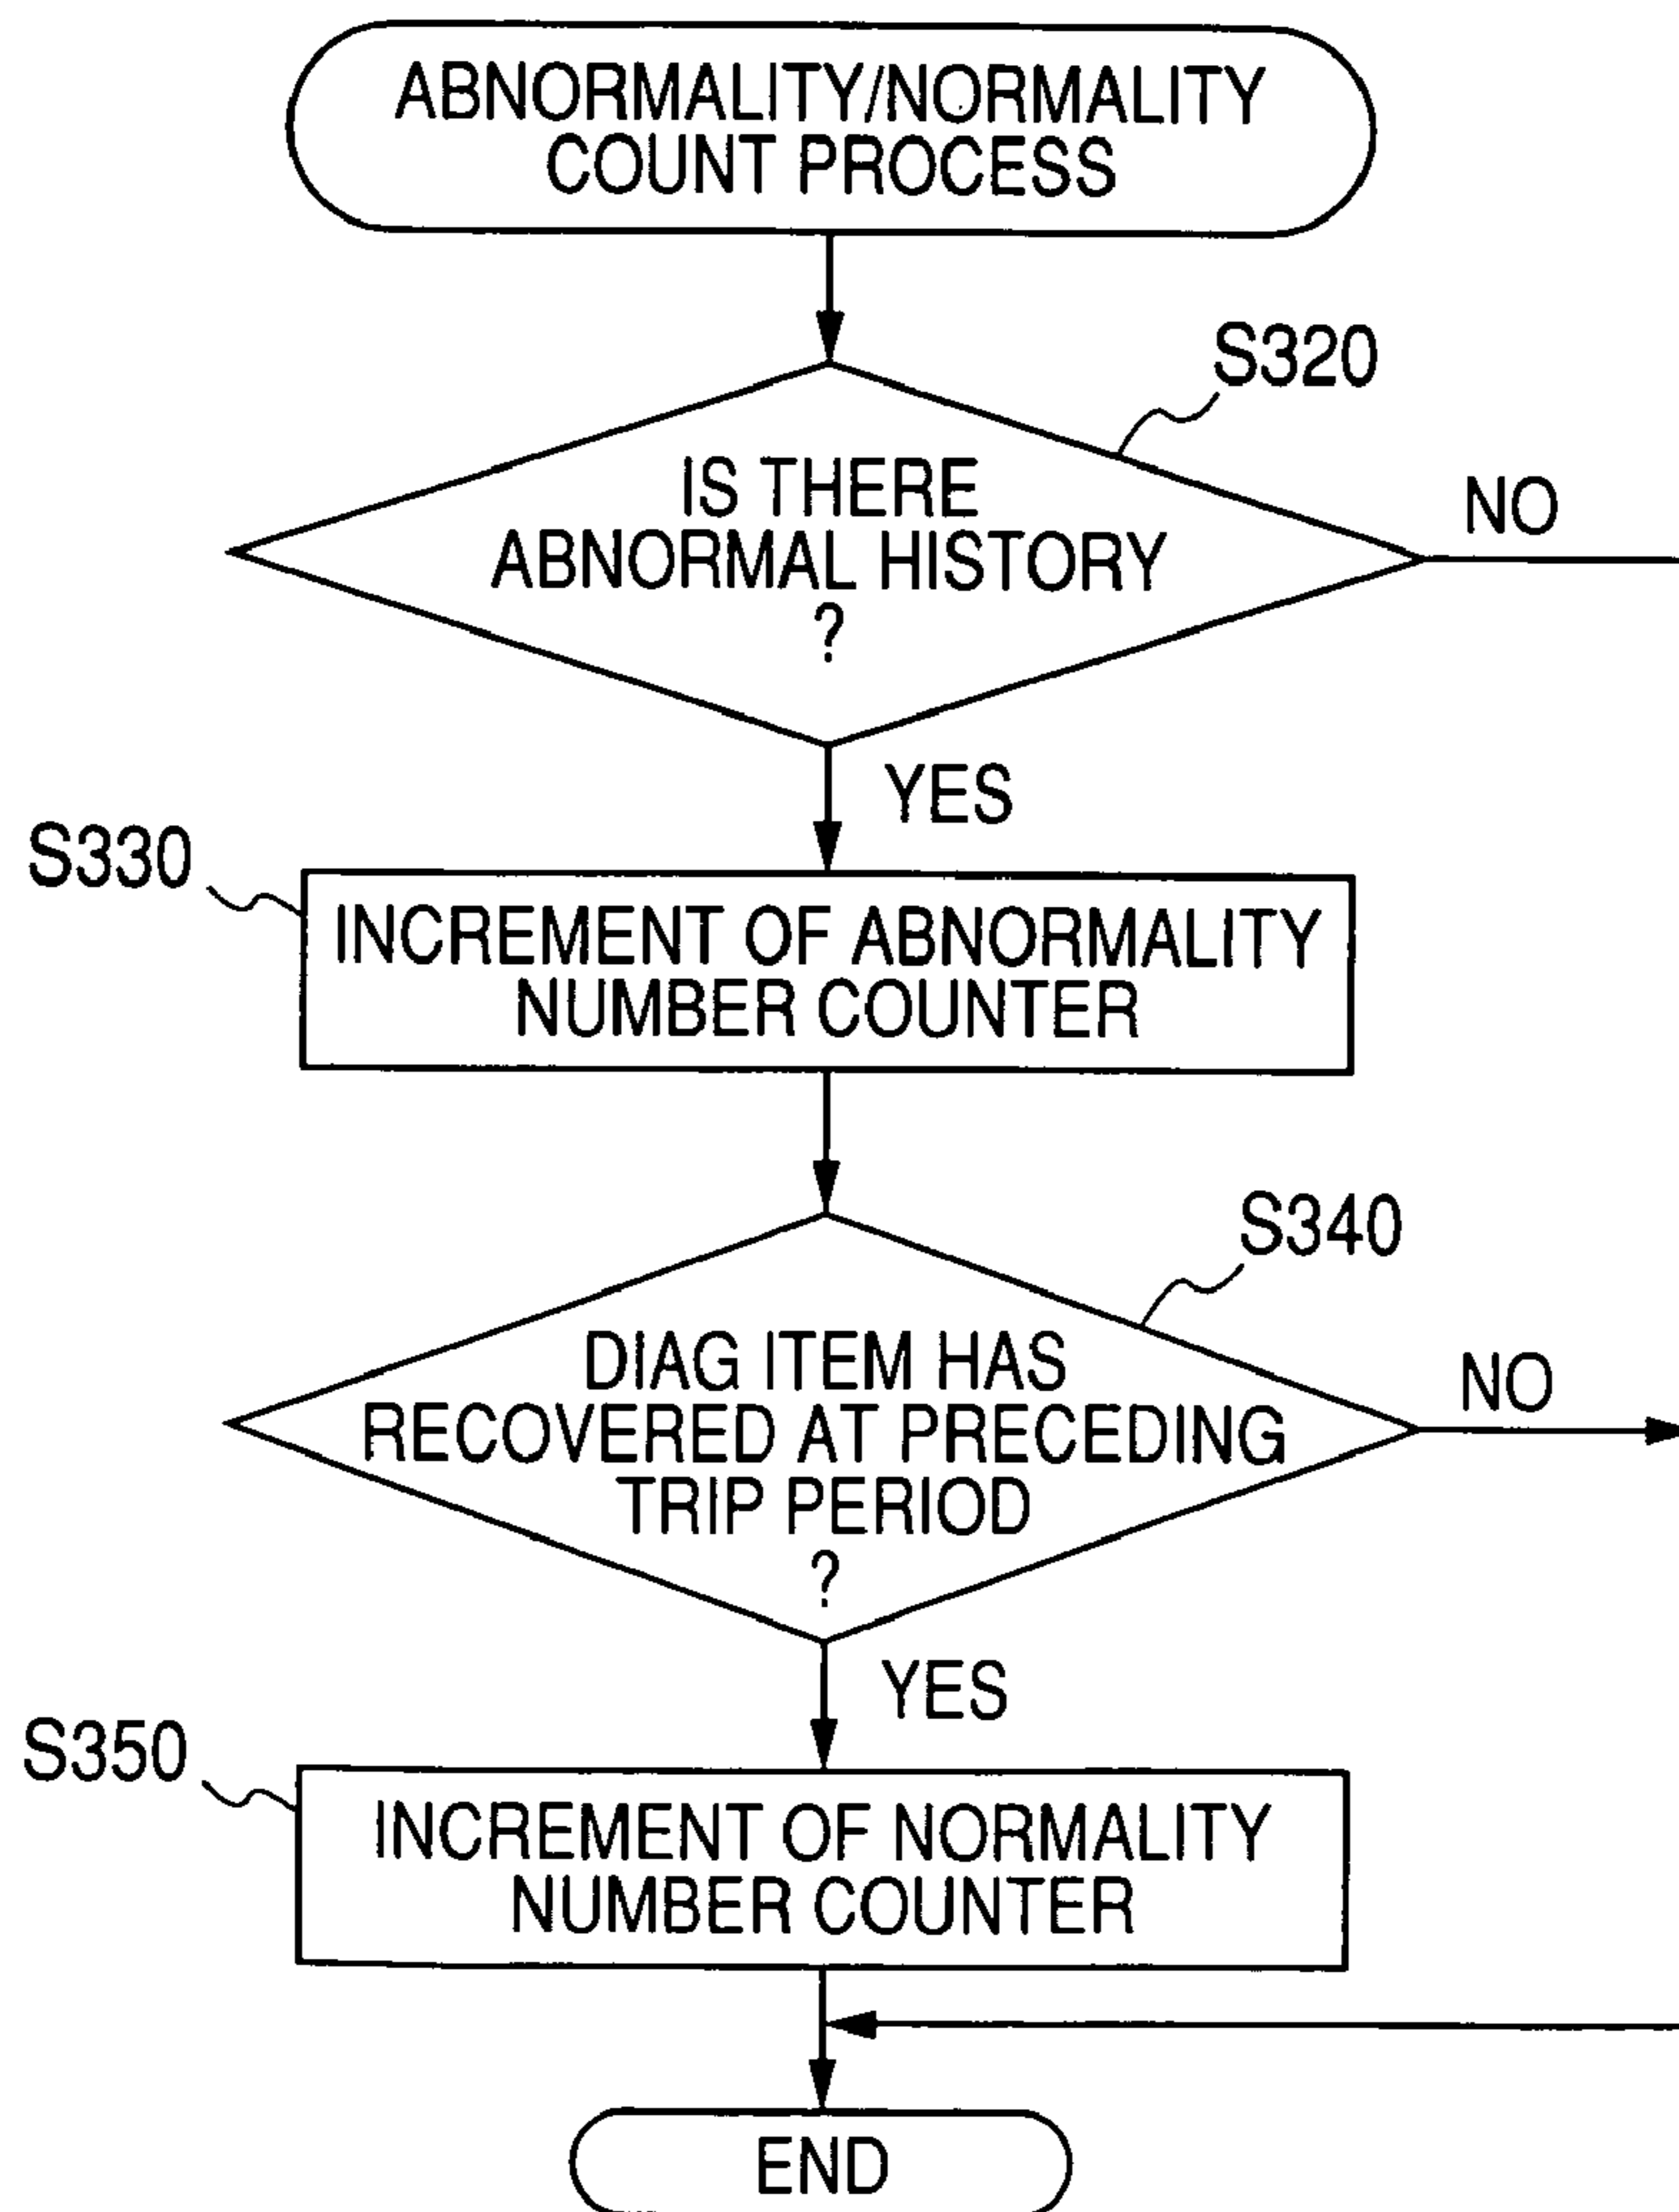 ABNORMALITY/NORMALITY
COUNT PROCESS
S320
IS THERE
ABNORMAL HISTORY
?
NO
YES
S330
INCREMENT OF ABNORMALITY
NUMBER COUNTER
S340
DIAG ITEM HAS
RECOVERED AT PRECEDING
TRIP PERIOD
?
NO
YES
S350
INCREMENT OF NORMALITY
NUMBER COUNTER
END